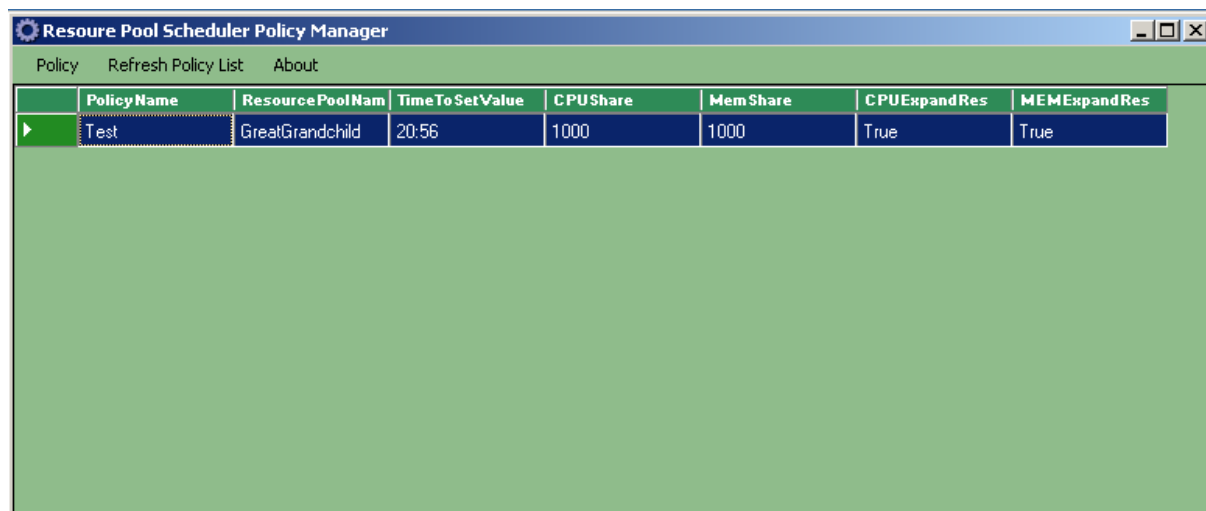 Resoure Pool Scheduler Policy Manager
Policy Refresh Policy List About
PolicyName ResourcePoolNam TimeToSetValue CPUShare MemShare CPUExpandRes MEMExpandRes
Test GreatGrandchild 20:56 1000 1000 True True